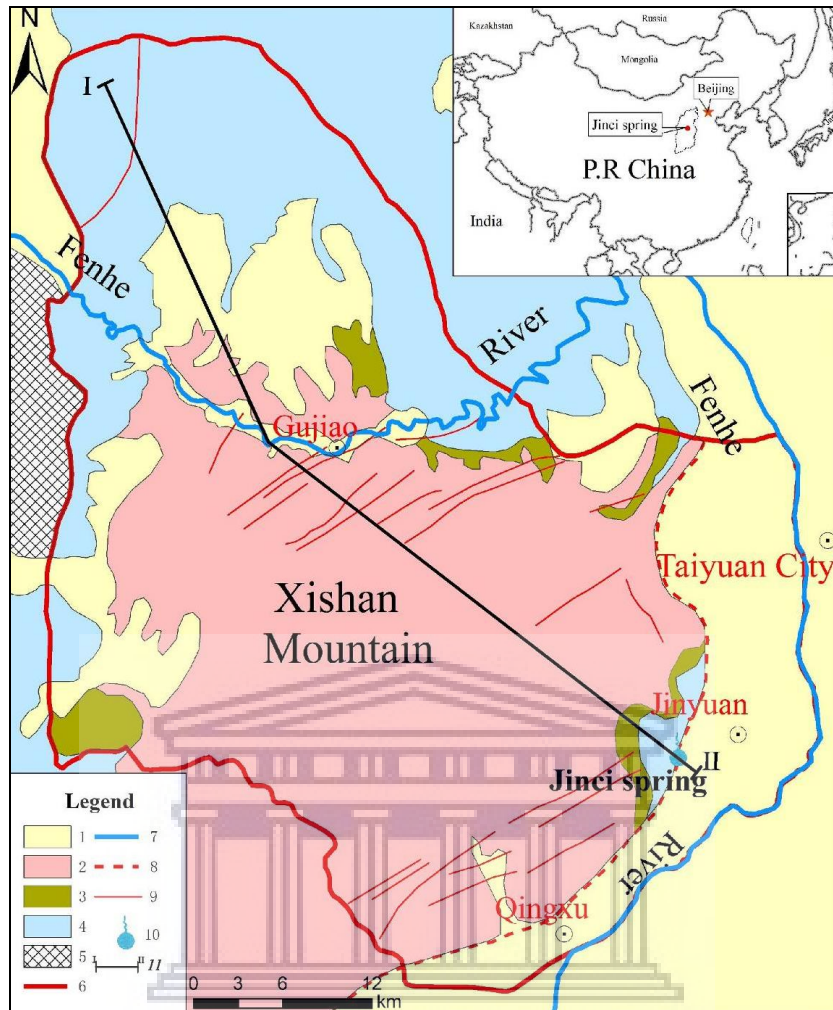 N
Kazakhstan
Russia
Mongolia
Beijing
Jinci spring
P.R China
India
I
Fenhe
River
Fenhe
Gujiao
Taiyuan City
Xishan
Mountain
Jinyuan
II
Jinci spring
River
Qingxu
Legend
1
2
3
4
5
6
7
8
9
10
I II 11
0 3 6 12
km